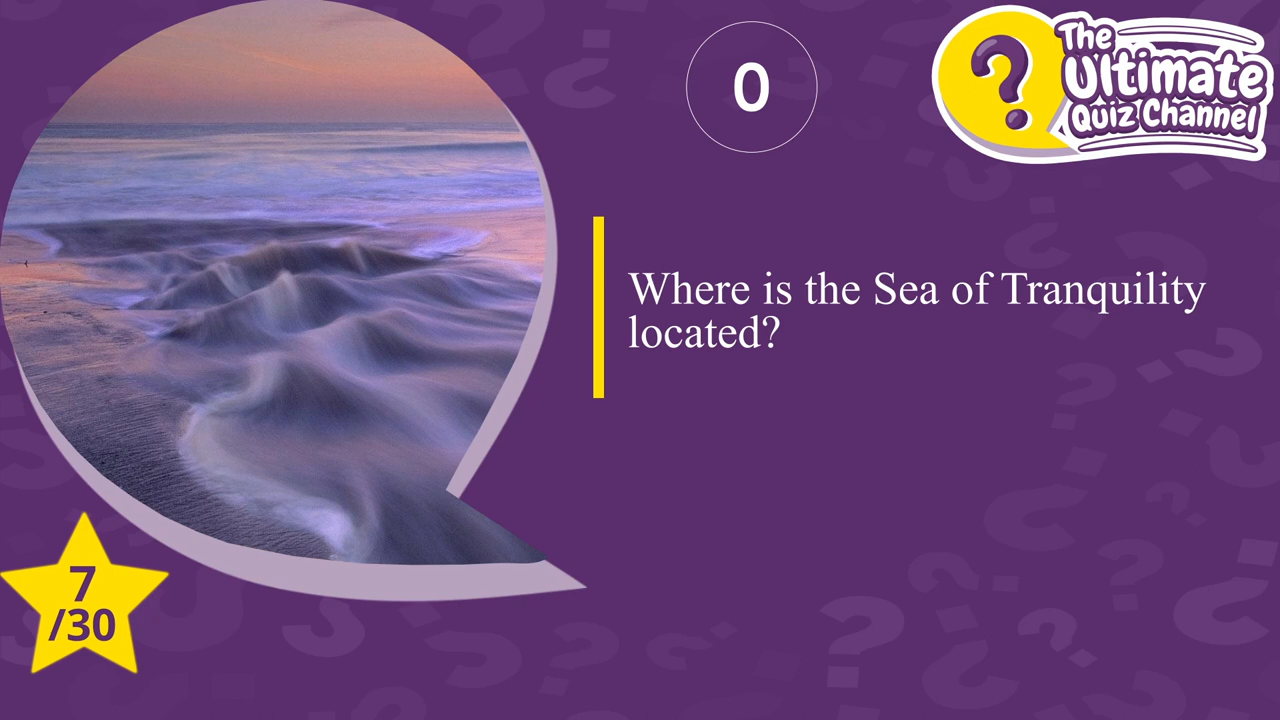 0
The
Ultimate
Quiz Channel
Where is the Sea of Tranquility
located?
7
/30